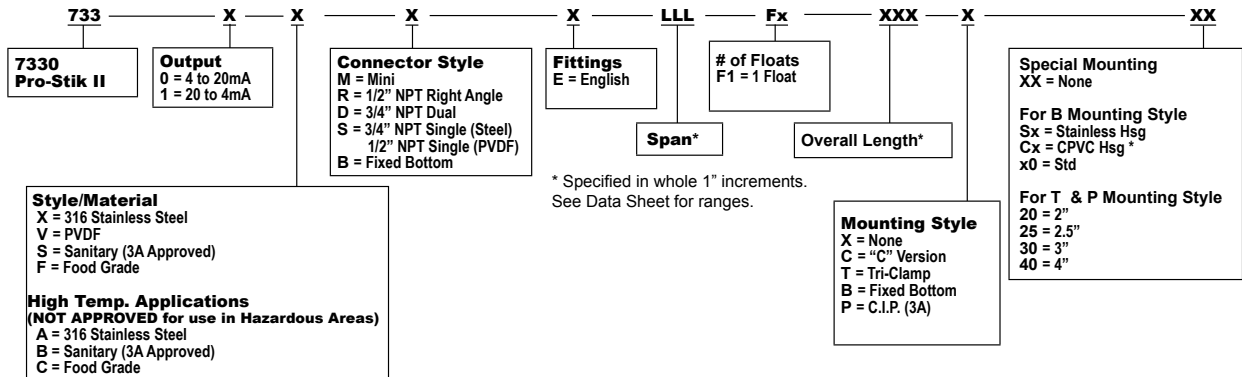 733 X X X X LLL Fx XXX X XX
7330
Pro-Stik II
Output
0 = 4 to 20mA
1 = 20 to 4mA
Style/Material
X = 316 Stainless Steel
V = PVDF
S = Sanitary (3A Approved)
F = Food Grade
High Temp. Applications
(NOT APPROVED for use in Hazardous Areas)
A = 316 Stainless Steel
B = Sanitary (3A Approved)
C = Food Grade
Connector Style
M = Mini
R = 1/2” NPT Right Angle
D = 3/4” NPT Dual
S = 3/4” NPT Single (Steel)
1/2” NPT Single (PVDF)
B = Fixed Bottom
Fittings
E = English
Span*
* Specified in whole 1” increments.
See Data Sheet for ranges.
# of Floats
F1 = 1 Float
Overall Length*
Mounting Style
X = None
C = “C” Version
T = Tri-Clamp
B = Fixed Bottom
P = C.I.P. (3A)
Special Mounting
XX = None
For B Mounting Style
Sx = Stainless Hsg
Cx = CPVC Hsg *
x0 = Std
For T & P Mounting Style
20 = 2”
25 = 2.5”
30 = 3”
40 = 4”